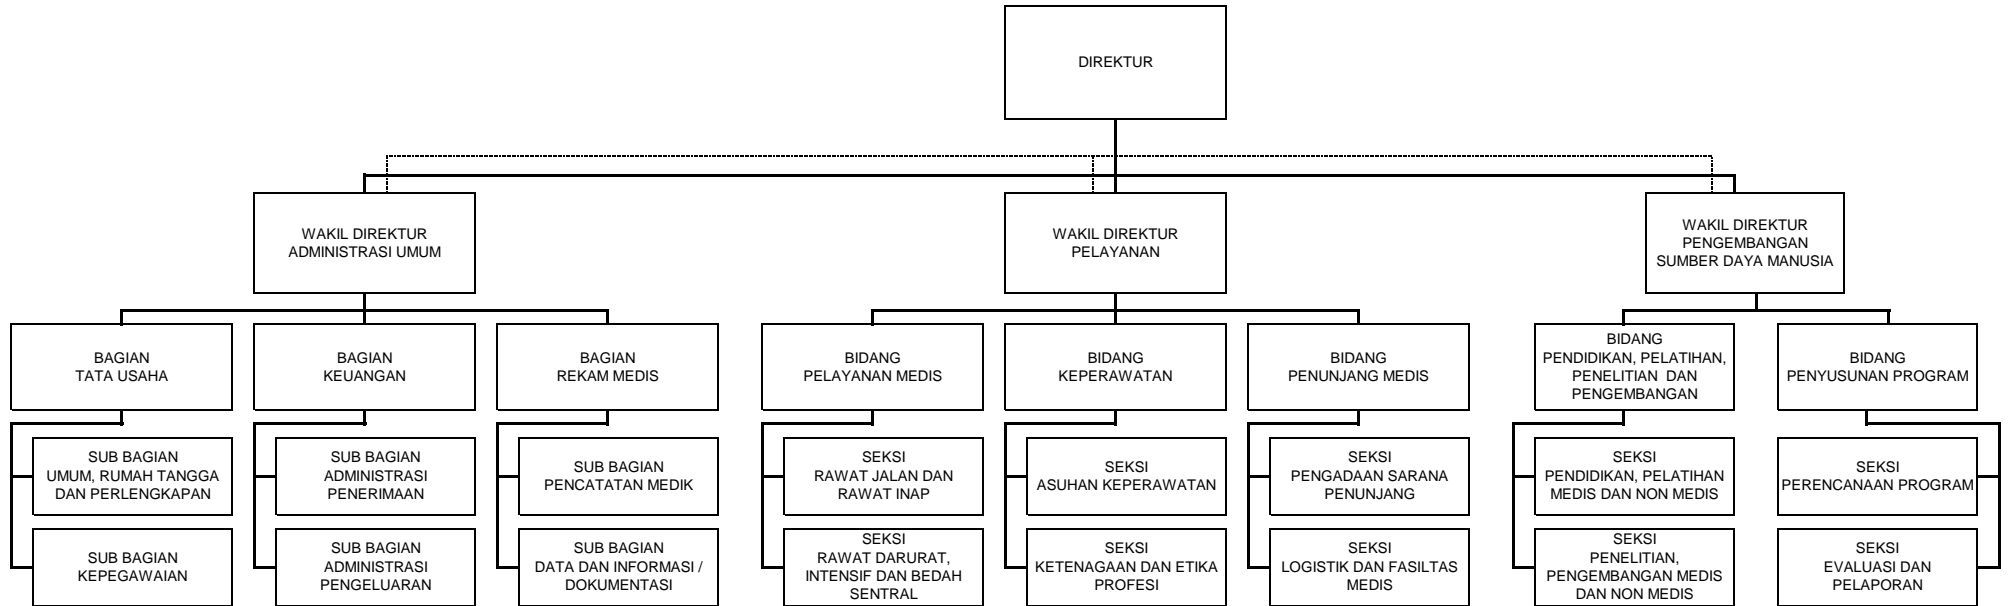 DIREKTUR
WAKIL DIREKTUR
ADMINISTRASI UMUM
WAKIL DIREKTUR
PELAYANAN
WAKIL DIREKTUR
PENGEMBANGAN
SUMBER DAYA MANUSIA
BAGIAN
TATA USAHA
BAGIAN
KEUANGAN
BAGIAN
REKAM MEDIS
BIDANG
PELAYANAN MEDIS
BIDANG
KEPERAWATAN
BIDANG
PENUNJANG MEDIS
BIDANG
PENDIDIKAN, PELATIHAN,
PENELITIAN DAN
PENGEMBANGAN
BIDANG
PENYUSUNAN PROGRAM
SUB BAGIAN
UMUM, RUMAH TANGGA
DAN PERLENGKAPAN
SUB BAGIAN
ADMINISTRASI
PENERIMAAN
SUB BAGIAN
PENCATATAN MEDIK
SEKSI
RAWAT JALAN DAN
RAWAT INAP
SEKSI
ASUHAN KEPERAWATAN
SEKSI
PENGADAAN SARANA
PENUNJANG
SEKSI
PENDIDIKAN, PELATIHAN
MEDIS DAN NON MEDIS
SEKSI
PERENCANAAN PROGRAM
SUB BAGIAN
KEPEGAWAIAN
SUB BAGIAN
ADMINISTRASI
PENGELUARAN
SUB BAGIAN
DATA DAN INFORMASI /
DOKUMENTASI
SEKSI
RAWAT DARURAT,
INTENSIF DAN BEDAH
SENTRAL
SEKSI
KETENAGAAN DAN ETIKA
PROFESI
SEKSI
LOGISTIK DAN FASILTAS
MEDIS
SEKSI
PENELITIAN,
PENGEMBANGAN MEDIS
DAN NON MEDIS
SEKSI
EVALUASI DAN
PELAPORAN